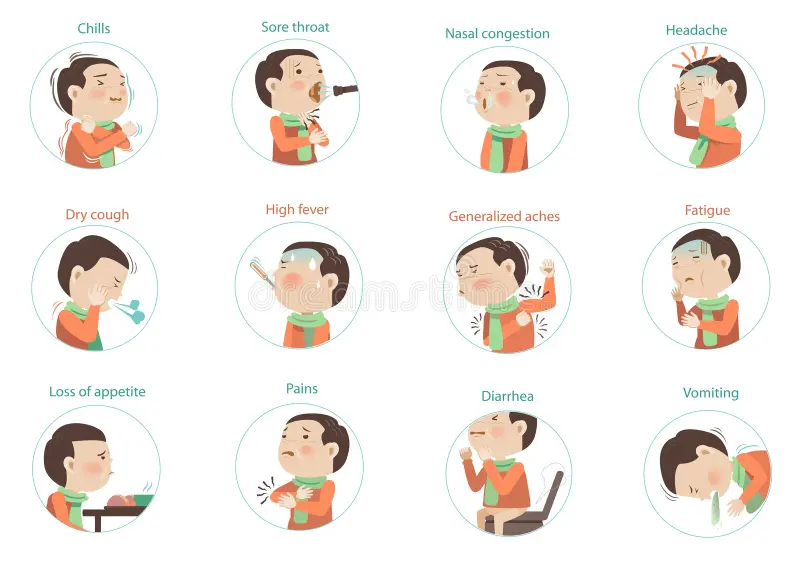 Chills
Sore throat
Nasal congestion
Headache
Dry cough
High fever
Generalized aches
Fatigue
Loss of appetite
Pains
Diarrhea
Vomiting
dreamstime